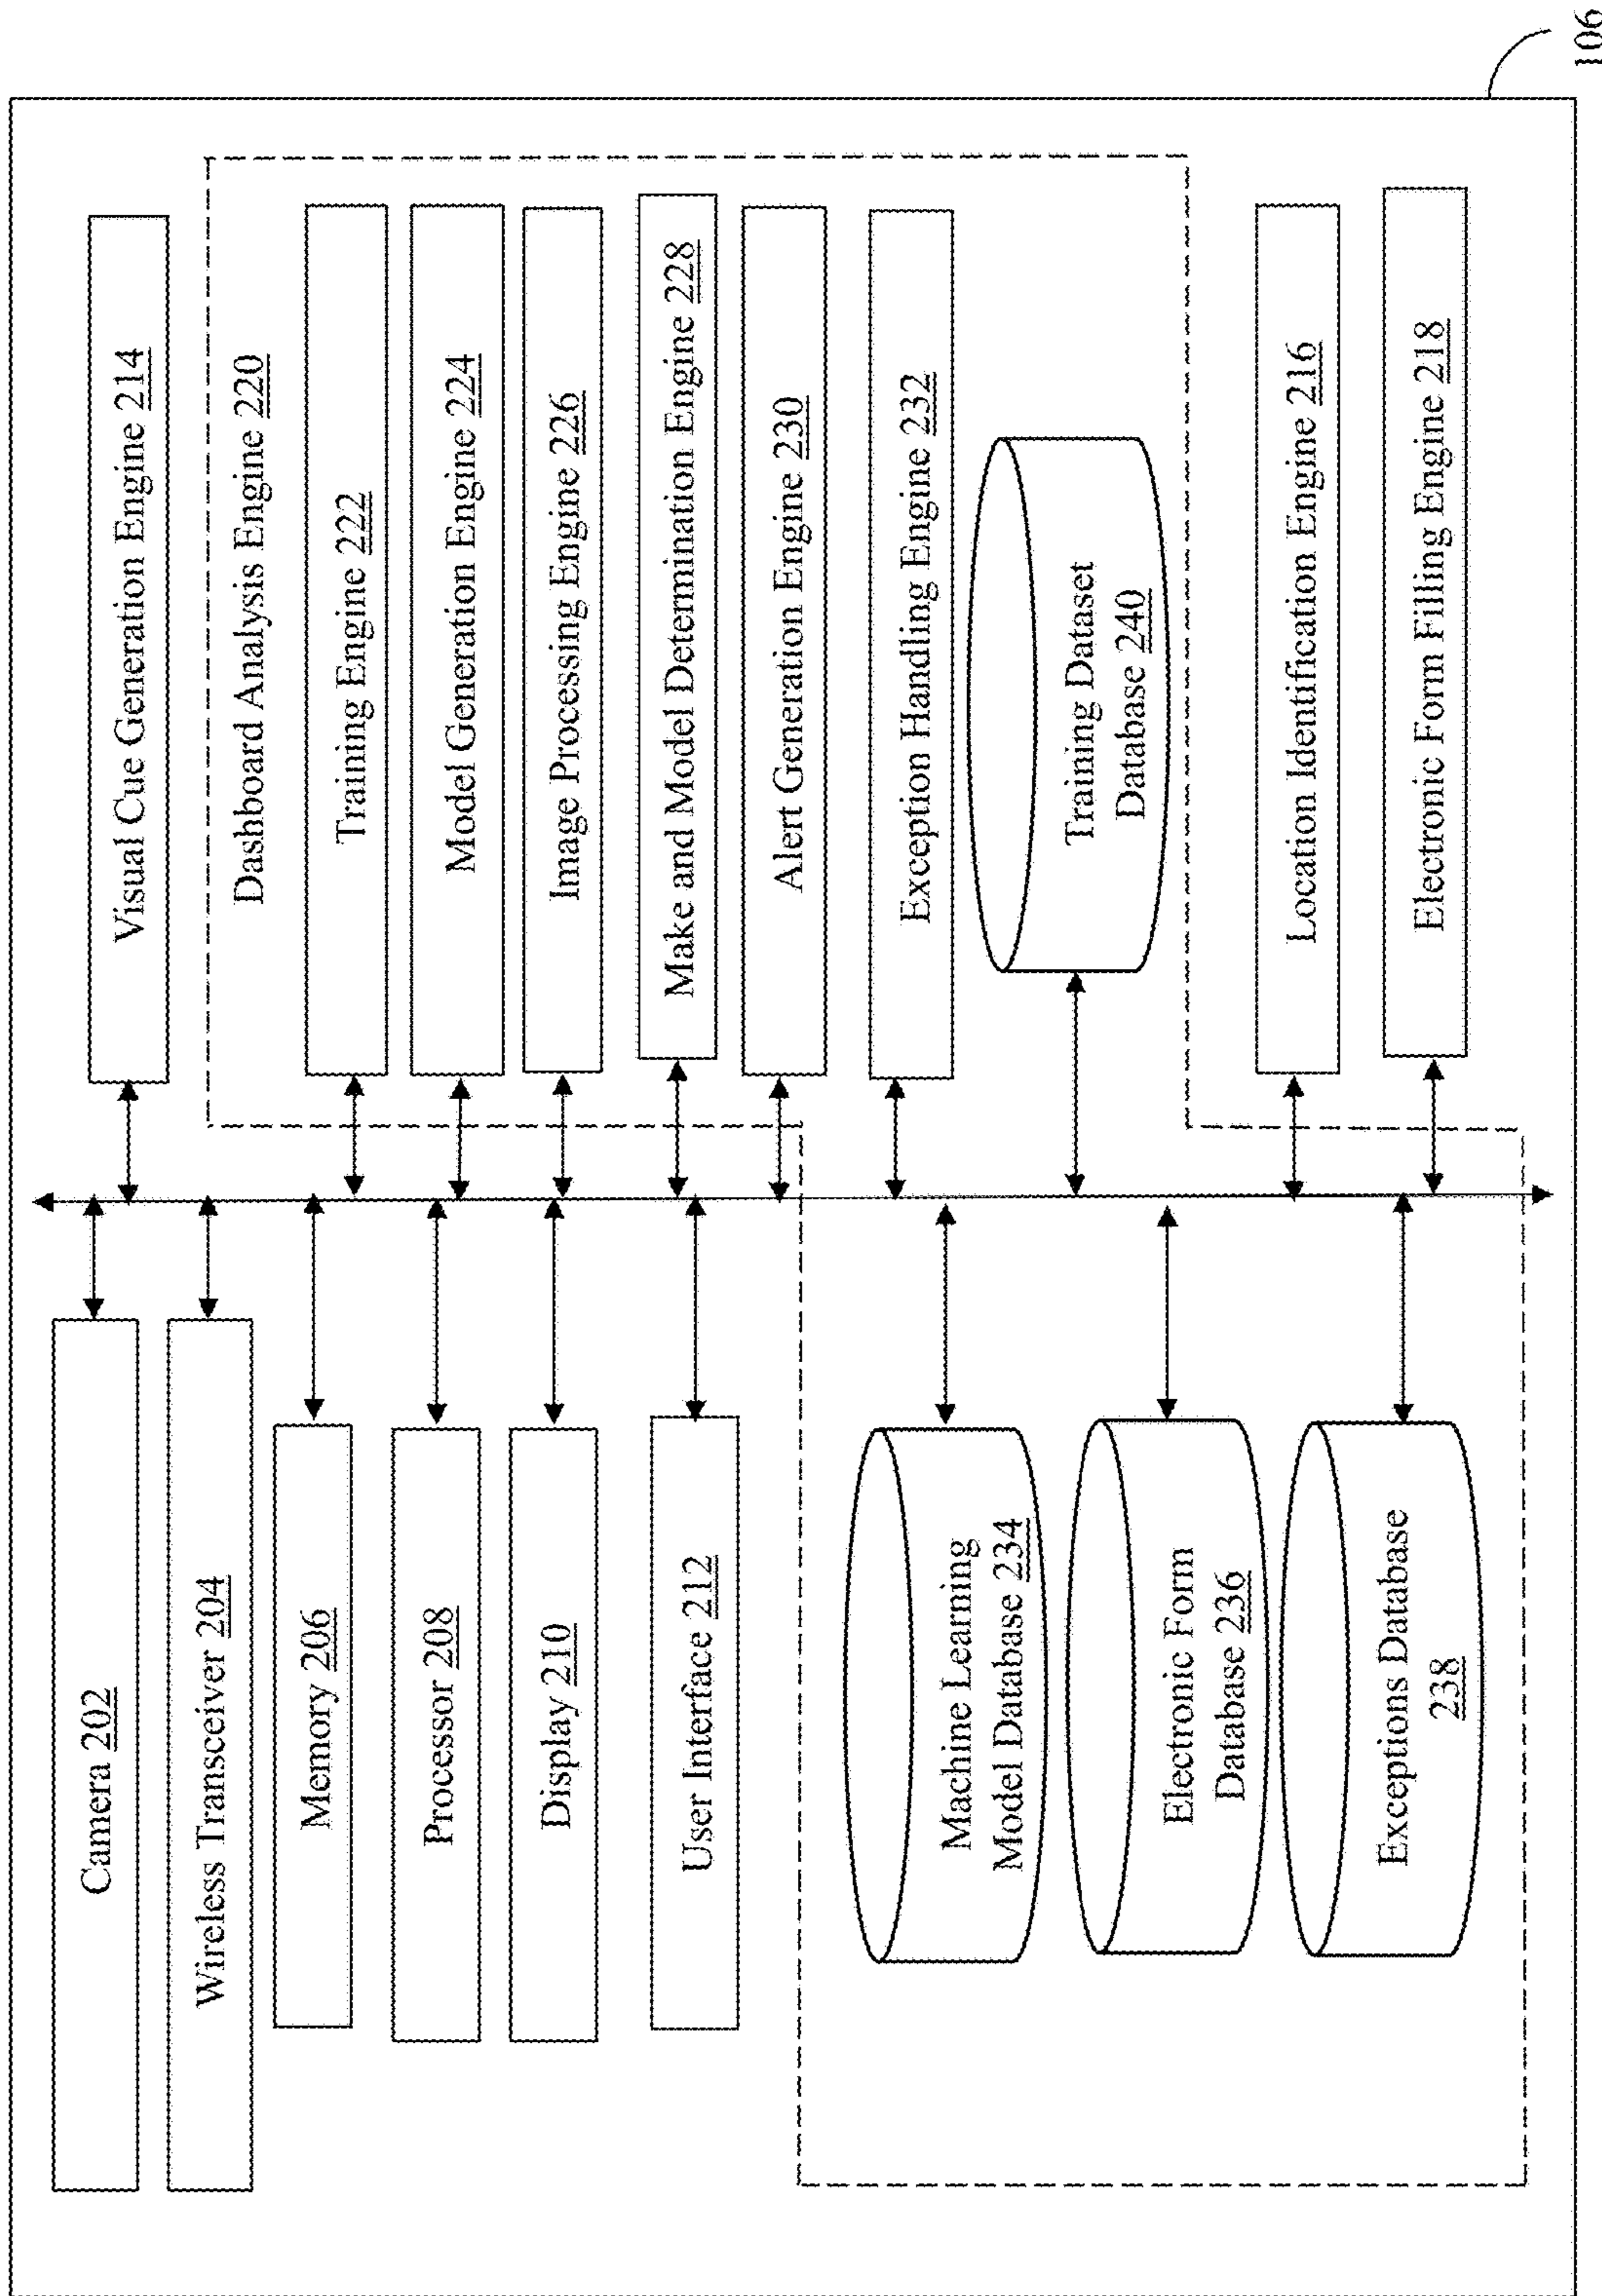 106
Camera 202
Wireless Transceiver 204
Memory 206
Processor 208
Display 210
User Interface 212
Machine Learning
Model Database 234
Electronic Form
Database 236
Exceptions Database
238
Visual Cue Generation Engine 214
Dashboard Analysis Engine 220
Training Engine 222
Model Generation Engine 224
Image Processing Engine 226
Make and Model Determination Engine 228
Alert Generation Engine 230
Exception Handling Engine 232
Training Dataset
Database 240
Location Identification Engine 216
Electronic Form Filling Engine 218